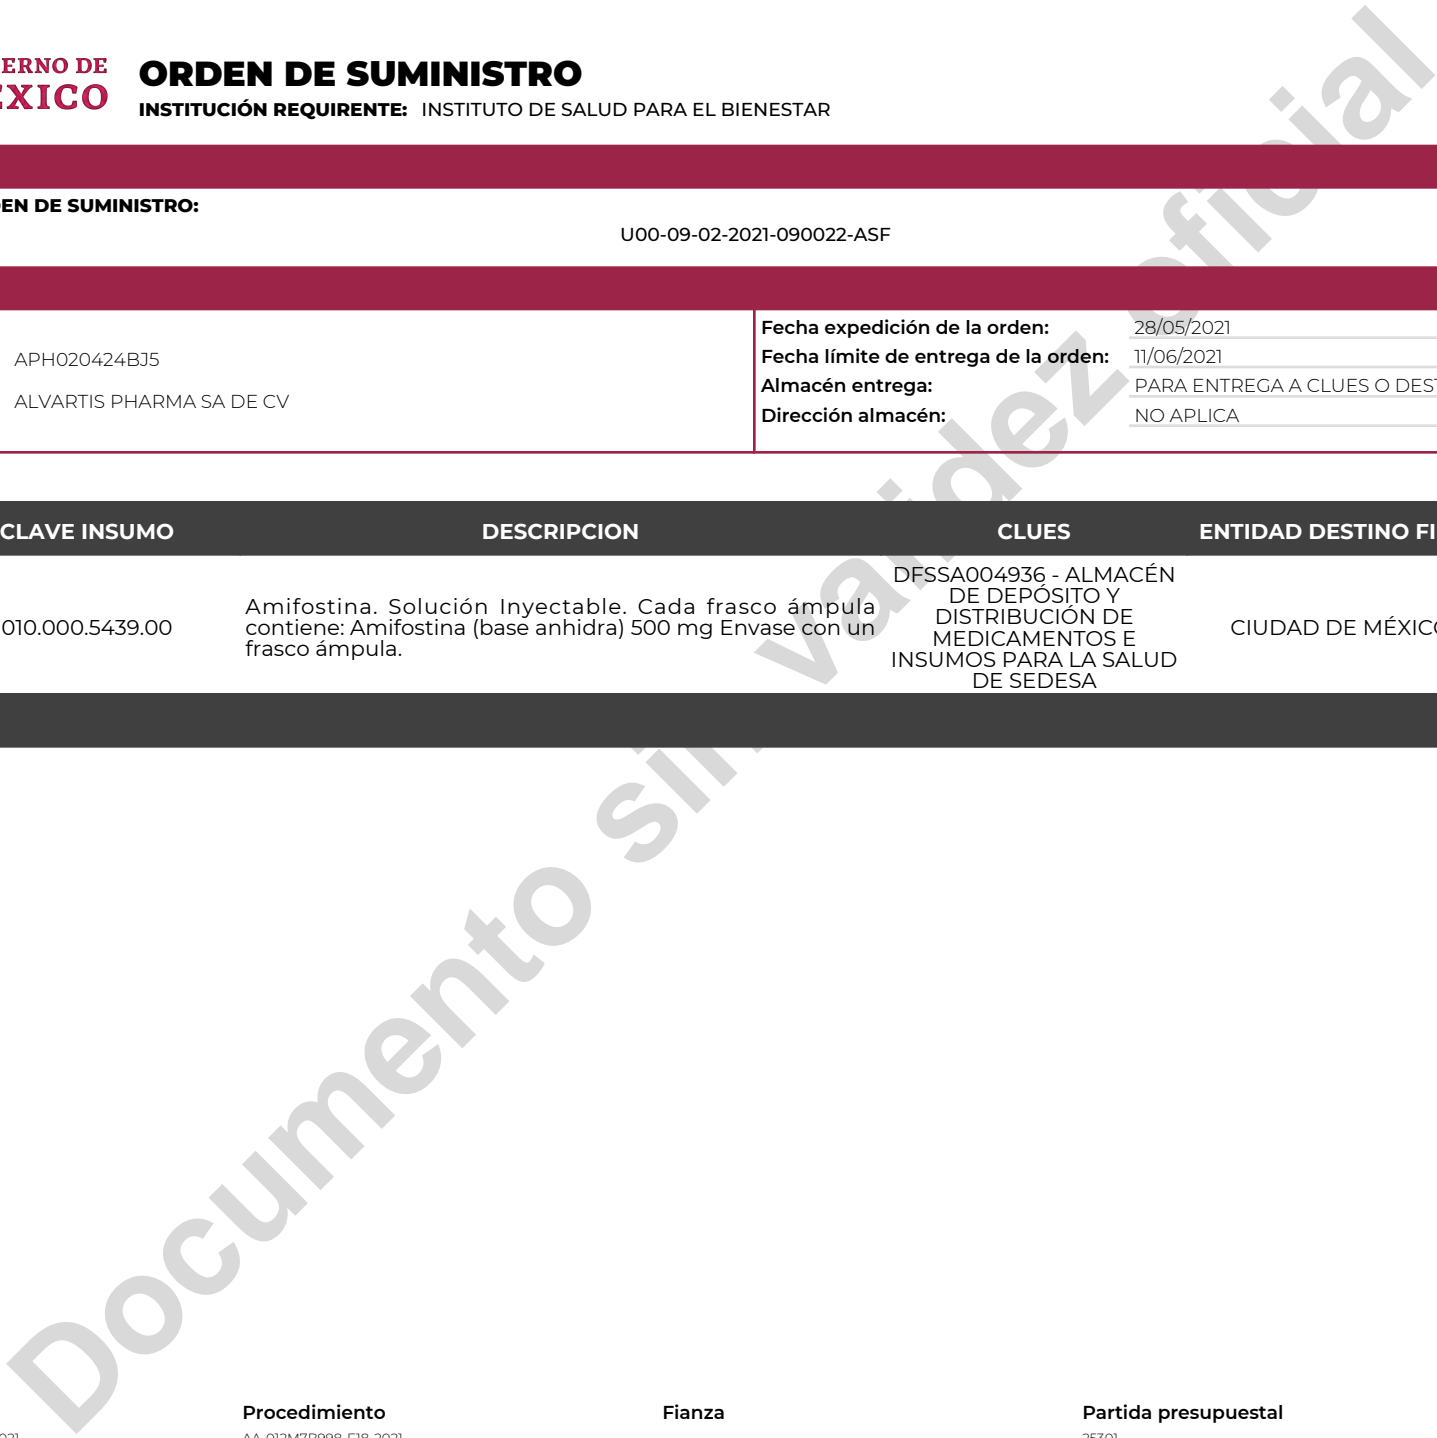 ERNO DE
EXICO
ORDEN DE SUMINISTRO
INSTITUCIÓN REQUIRENTE: INSTITUTO DE SALUD PARA EL BIENESTAR
EN DE SUMINISTRO:
U00-09-02-2021-090022-ASF
APH020424BJ5
ALVARTIS PHARMA SA DE CV
Fecha expedición de la orden: 28/05/2021
Fecha límite de entrega de la orden: 11/06/2021
Almacén entrega: PARA ENTREGA A CLUES O DEST
Dirección almacén: NO APLICA
CLAVE INSUMO DESCRIPCION CLUES ENTIDAD DESTINO FI
010.000.5439.00
Amifostina. Solución Inyectable. Cada frasco ámpula
contiene: Amifostina (base anhidra) 500 mg Envase con un
frasco ámpula.
DFSSA004936 - ALMACÉN
DE DEPÓSITO Y
DISTRIBUCIÓN DE
MEDICAMENTOS E
INSUMOS PARA LA SALUD
DE SEDESA
CIUDAD DE MÉXICO
Documento sin validez oficial
Procedimiento Fianza Partida presupuestal